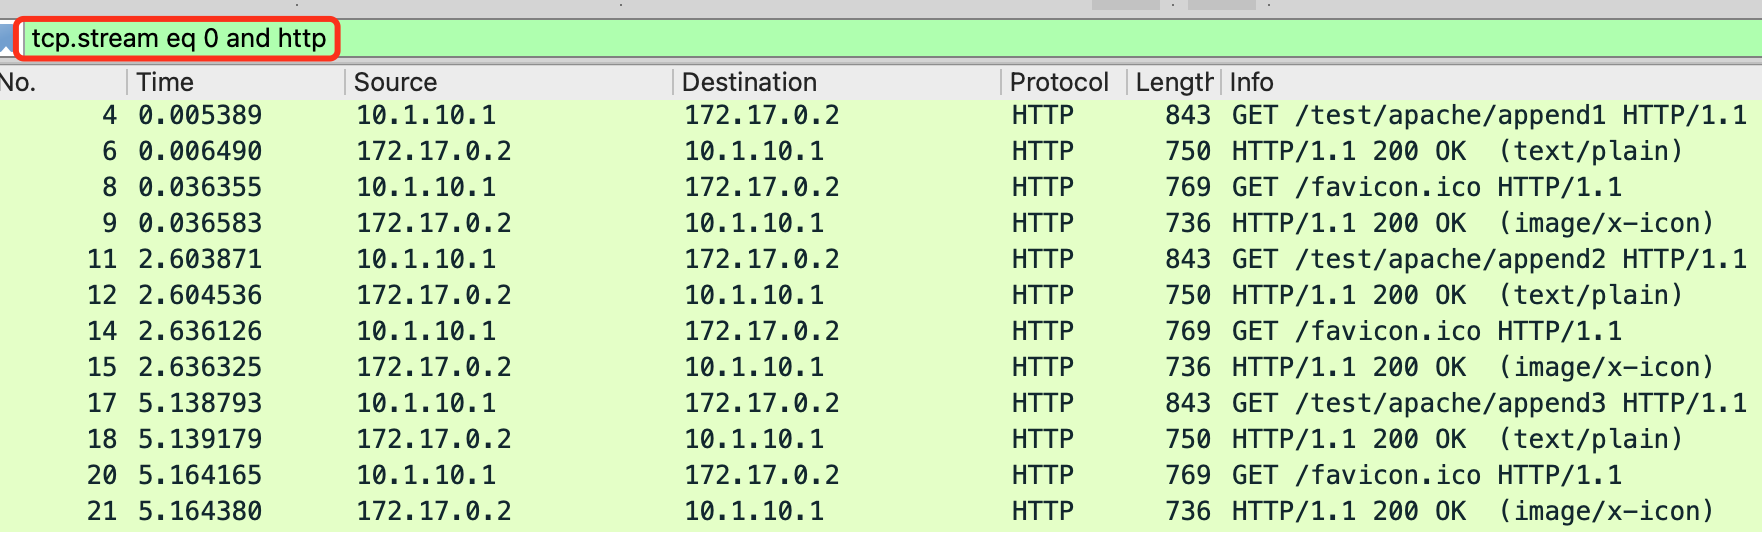 tcp.stream eq 0 and http
No. Time Source Destination Protocol Length Info
4 0.005389 10.1.10.1 172.17.0.2 HTTP 843 GET /test/apache/append1 HTTP/1.1
6 0.006490 172.17.0.2 10.1.10.1 HTTP 750 HTTP/1.1 200 OK (text/plain)
8 0.036355 10.1.10.1 172.17.0.2 HTTP 769 GET /favicon.ico HTTP/1.1
9 0.036583 172.17.0.2 10.1.10.1 HTTP 736 HTTP/1.1 200 OK (image/x-icon)
11 2.603871 10.1.10.1 172.17.0.2 HTTP 843 GET /test/apache/append2 HTTP/1.1
12 2.604536 172.17.0.2 10.1.10.1 HTTP 750 HTTP/1.1 200 OK (text/plain)
14 2.636126 10.1.10.1 172.17.0.2 HTTP 769 GET /favicon.ico HTTP/1.1
15 2.636325 172.17.0.2 10.1.10.1 HTTP 736 HTTP/1.1 200 OK (image/x-icon)
17 5.138793 10.1.10.1 172.17.0.2 HTTP 843 GET /test/apache/append3 HTTP/1.1
18 5.139179 172.17.0.2 10.1.10.1 HTTP 750 HTTP/1.1 200 OK (text/plain)
20 5.164165 10.1.10.1 172.17.0.2 HTTP 769 GET /favicon.ico HTTP/1.1
21 5.164380 172.17.0.2 10.1.10.1 HTTP 736 HTTP/1.1 200 OK (image/x-icon)